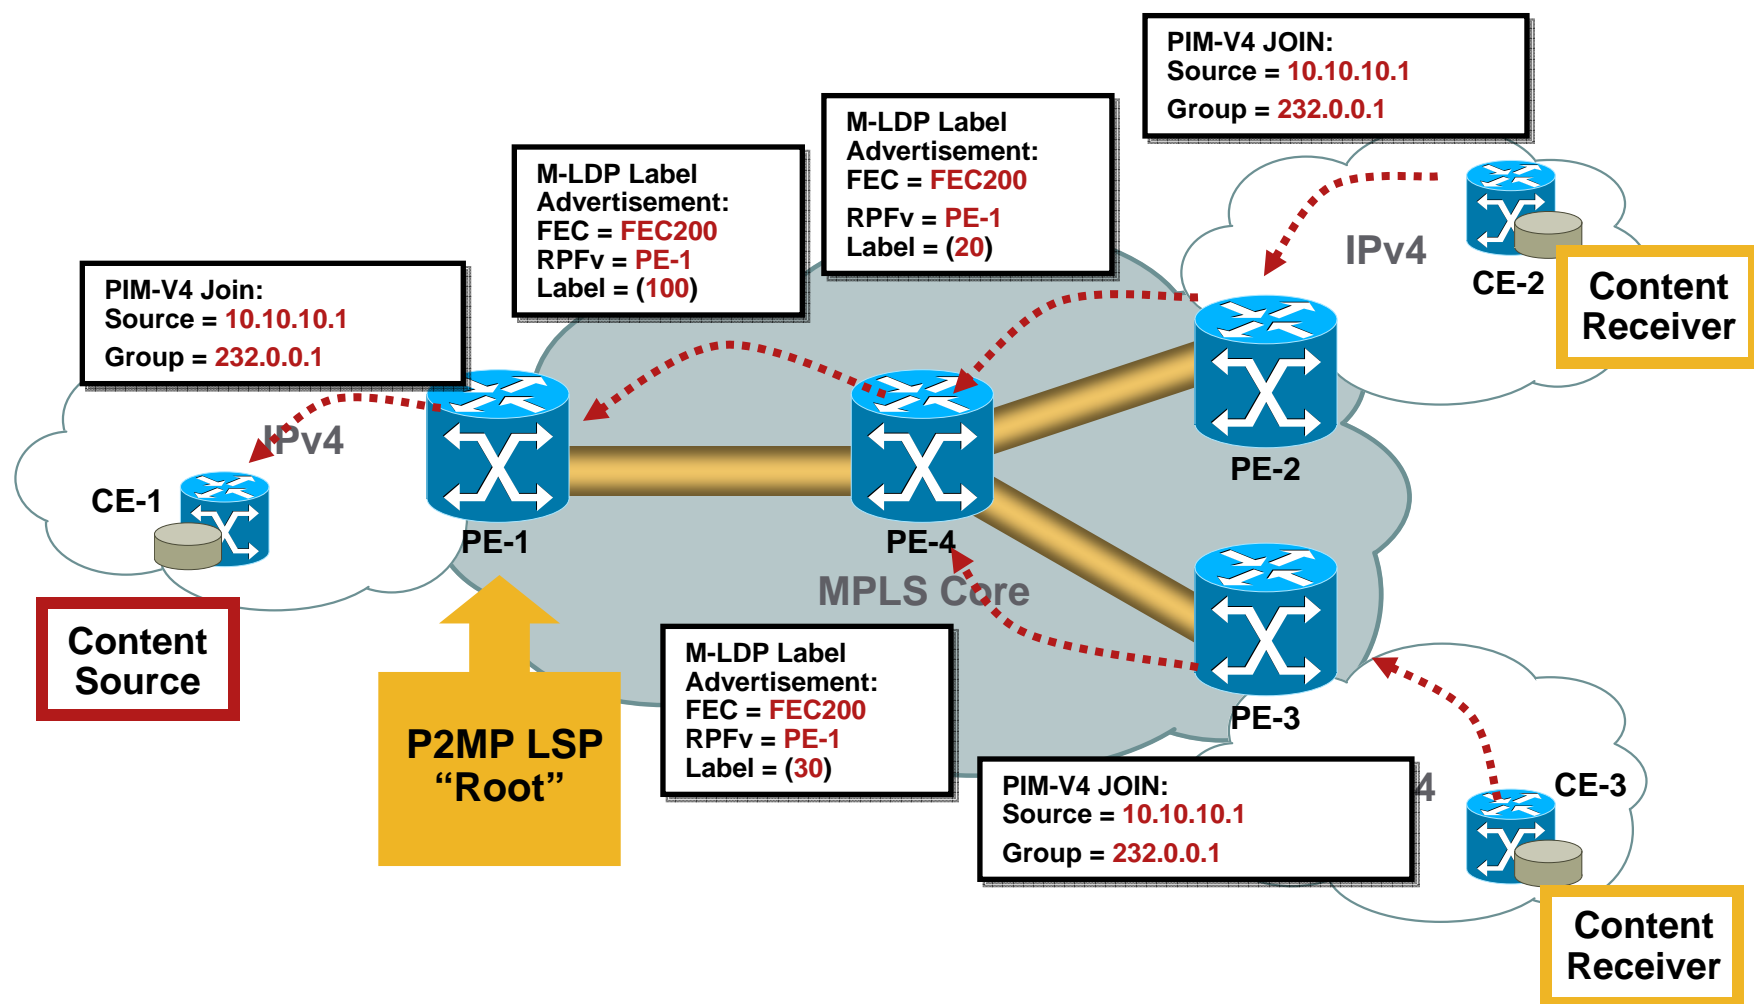 PIM-V4 JOIN:
Source = 10.10.10.1
Group = 232.0.0.1
M-LDP Label
Advertisement:
FEC = FEC200
RPFv = PE-1
Label = (20)
M-LDP Label
Advertisement:
FEC = FEC200
RPFv = PE-1
Label = (100)
PIM-V4 Join:
Source = 10.10.10.1
Group = 232.0.0.1
IPv4
CE-2
Content
Receiver
IPv4
CE-1
PE-1
PE-4
PE-2
MPLS Core
Content
Source
P2MP LSP
“Root”
M-LDP Label
Advertisement:
FEC = FEC200
RPFv = PE-1
Label = (30)
PE-3
PIM-V4 JOIN:
Source = 10.10.10.1
Group = 232.0.0.1
4
CE-3
Content
Receiver